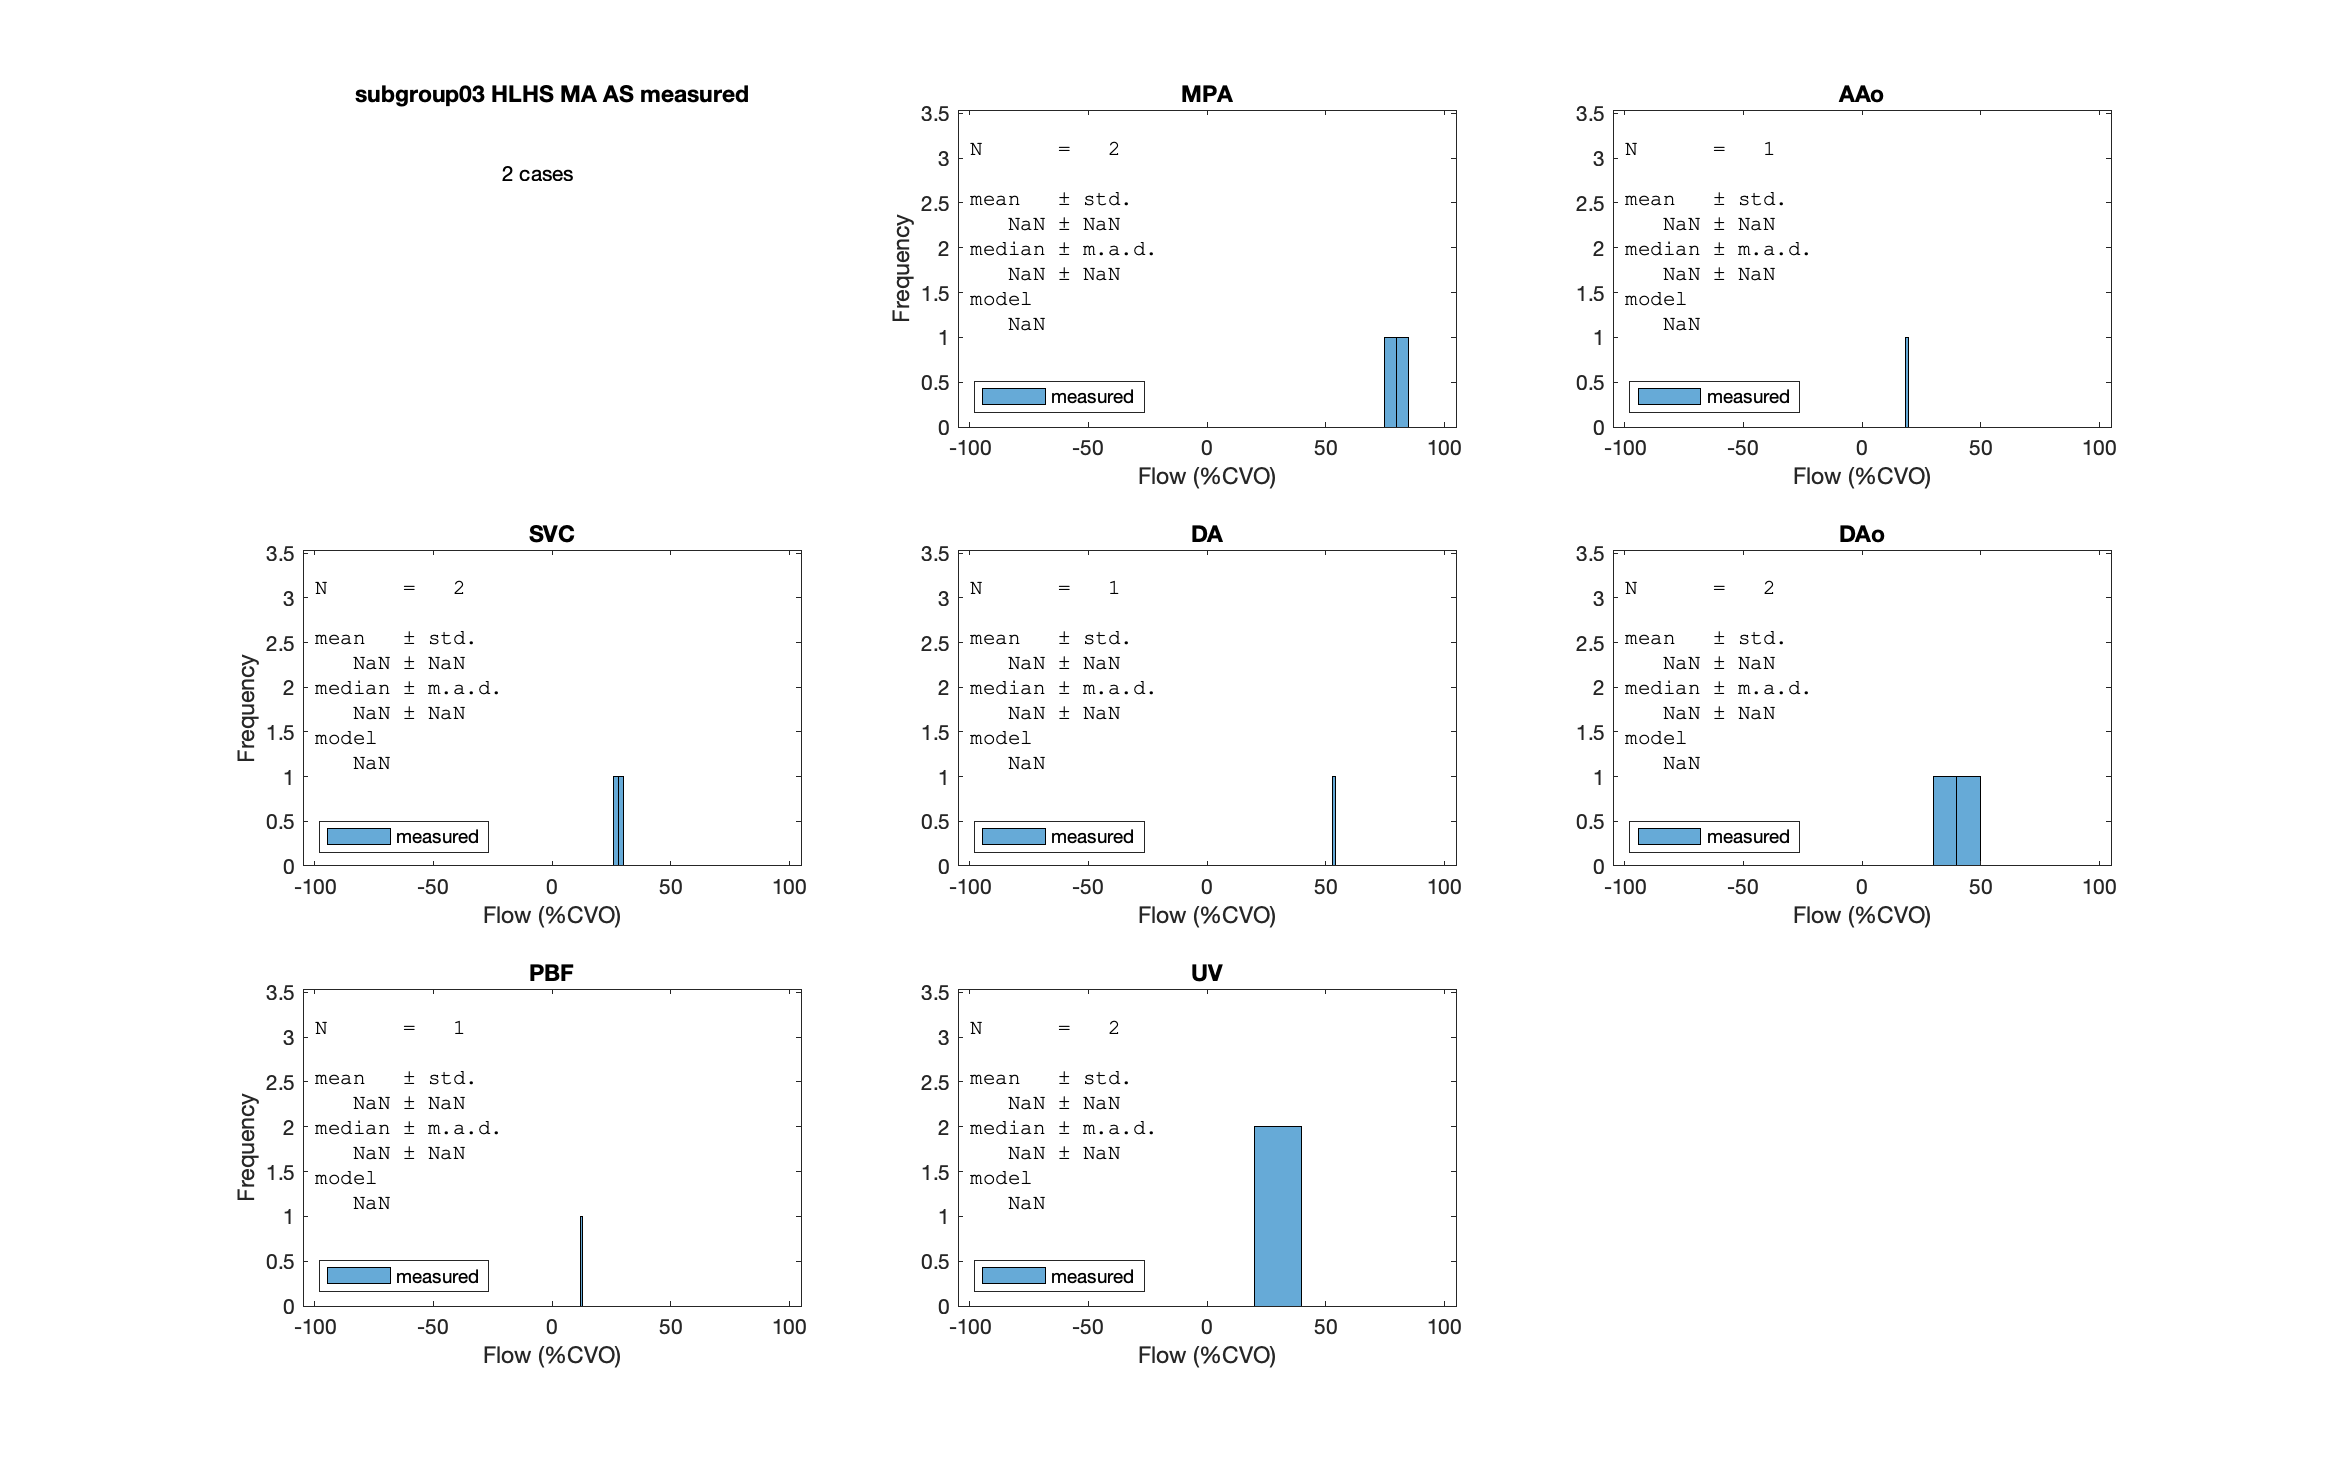 subgroup03 HLHS MA AS measured
2 cases
MPA
3.5
3
2.5
2
1.5
1
0.5
0
Frequency
N = 2
mean ± std.
NaN ± NaN
median ± m.a.d.
NaN ± NaN
model
NaN
measured
-100 -50 0 50 100
Flow (%CVO)
AAo
3.5
3
2.5
2
1.5
1
0.5
0
N = 1
mean ± std.
NaN ± NaN
median ± m.a.d.
NaN ± NaN
model
NaN
measured
-100 -50 0 50 100
Flow (%CVO)
SVC
3.5
3
2.5
2
1.5
1
0.5
0
Frequency
N = 2
mean ± std.
NaN ± NaN
median ± m.a.d.
NaN ± NaN
model
NaN
measured
-100 -50 0 50 100
Flow (%CVO)
DA
3.5
3
2.5
2
1.5
1
0.5
0
N = 1
mean ± std.
NaN ± NaN
median ± m.a.d.
NaN ± NaN
model
NaN
measured
-100 -50 0 50 100
Flow (%CVO)
DAo
3.5
3
2.5
2
1.5
1
0.5
0
N = 2
mean ± std.
NaN ± NaN
median ± m.a.d.
NaN ± NaN
model
NaN
measured
-100 -50 0 50 100
Flow (%CVO)
PBF
3.5
3
2.5
2
1.5
1
0.5
0
Frequency
N = 1
mean ± std.
NaN ± NaN
median ± m.a.d.
NaN ± NaN
model
NaN
measured
-100 -50 0 50 100
Flow (%CVO)
UV
3.5
3
2.5
2
1.5
1
0.5
0
N = 2
mean ± std.
NaN ± NaN
median ± m.a.d.
NaN ± NaN
model
NaN
measured
-100 -50 0 50 100
Flow (%CVO)